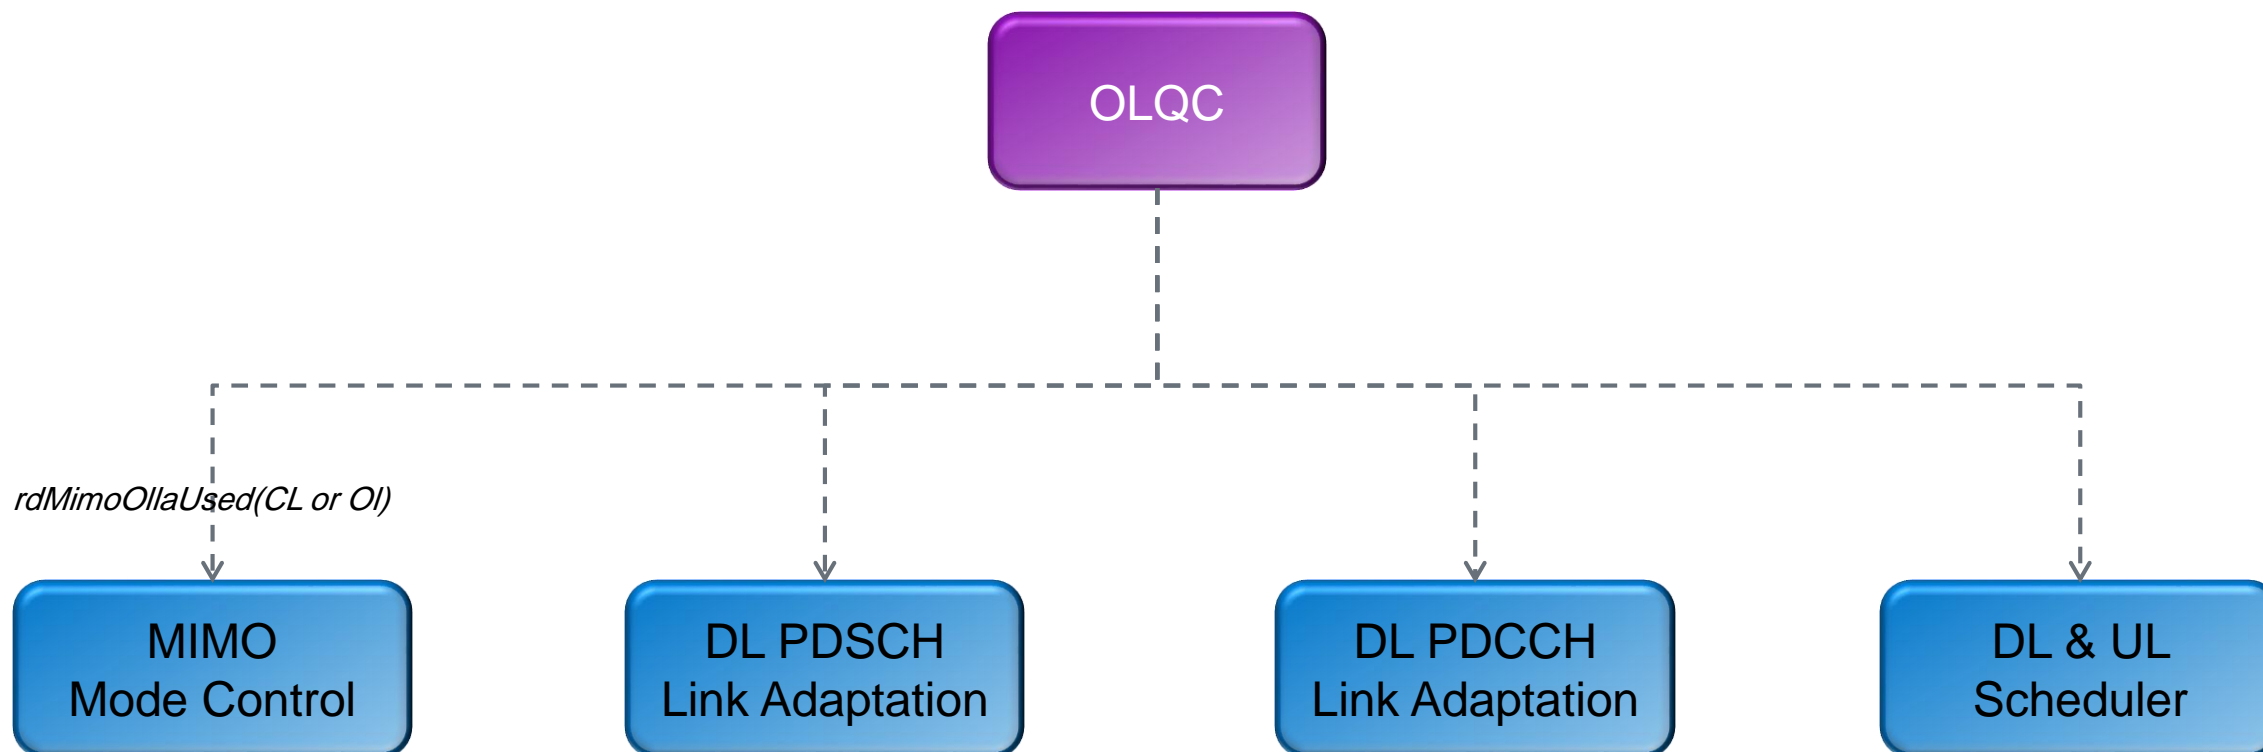 OLQC
rdMimoOllaUsed(CL or Ol)
MIMO
Mode Control
DL PDSCH
Link Adaptation
DL PDCCH
Link Adaptation
DL & UL
Scheduler